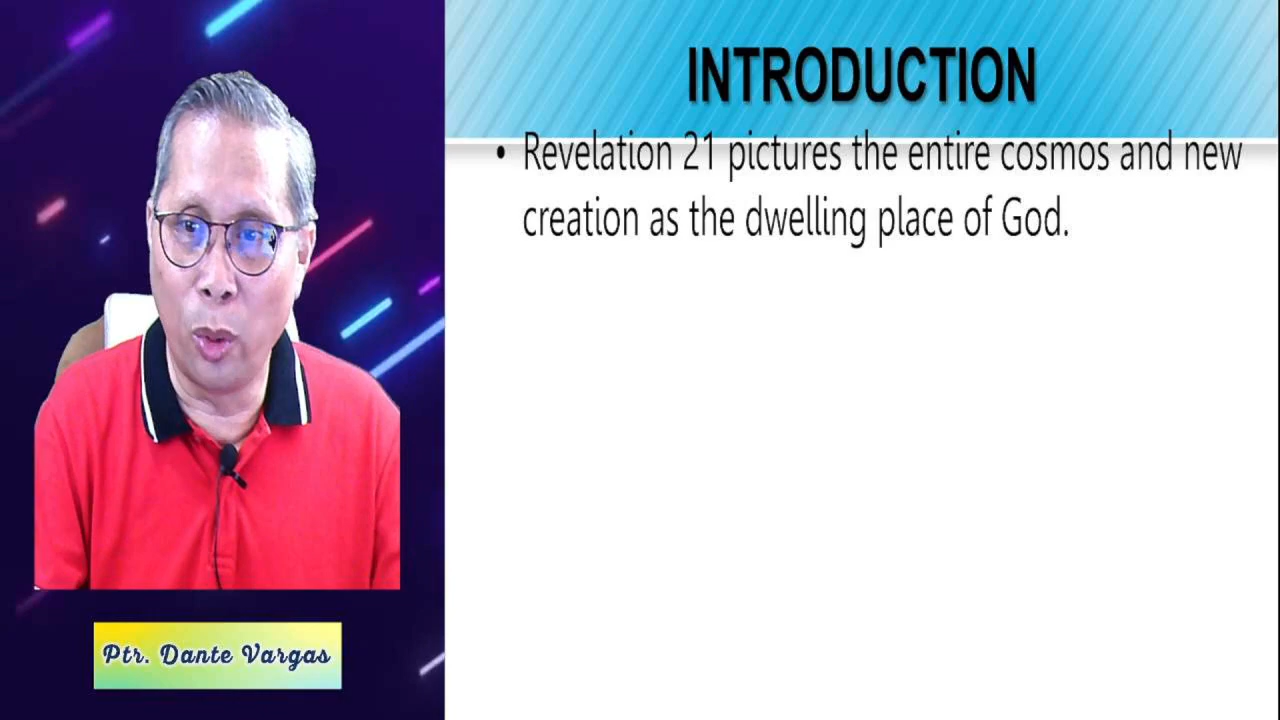 INTRODUCTION
• Revelation 21 pictures the entire cosmos and new
creation as the dwelling place of God.
Ptr. Dante Vargas